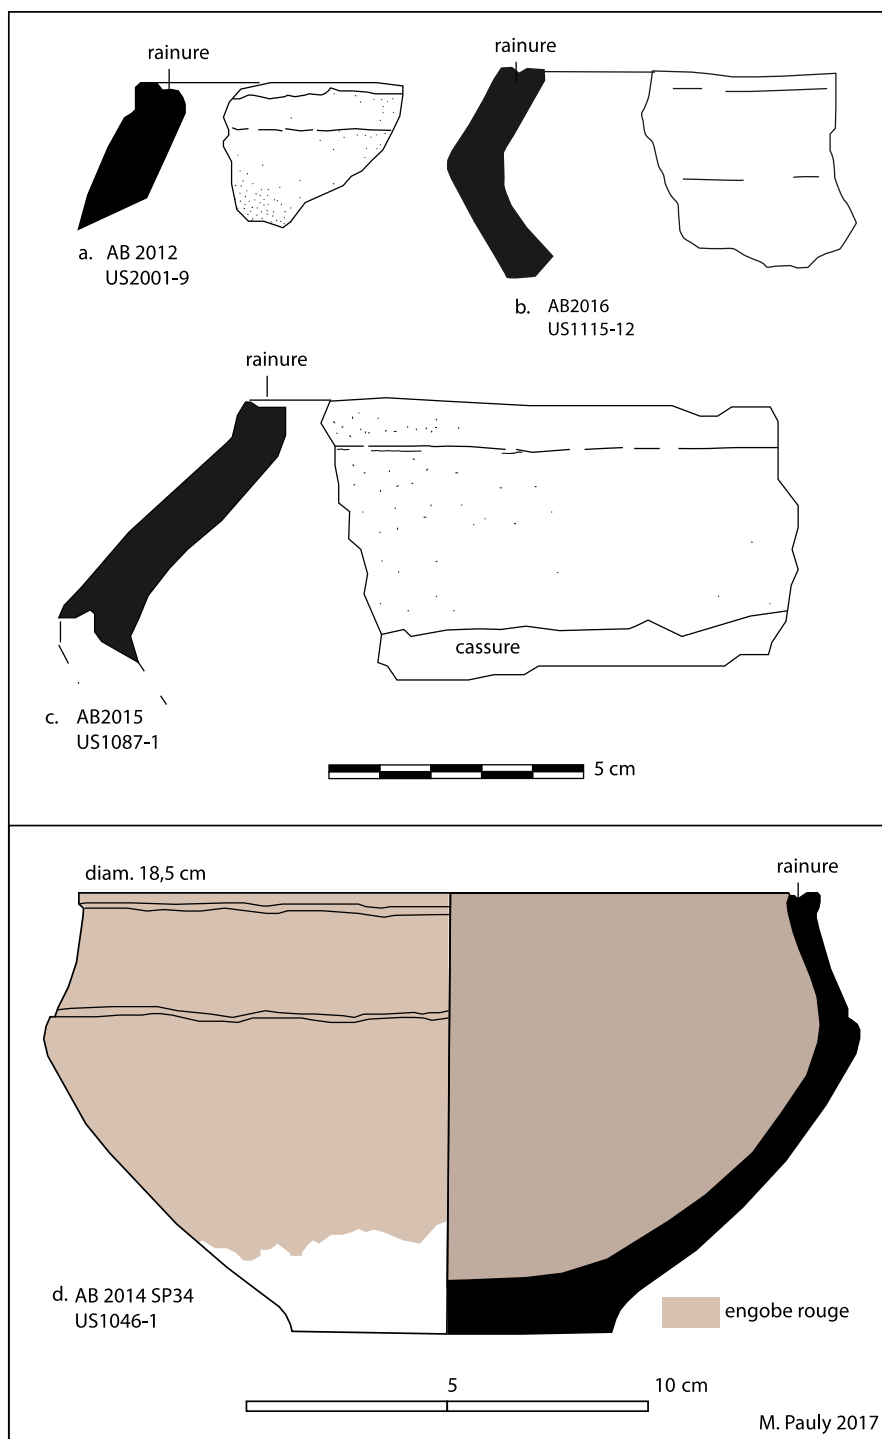 rainure
rainure
a. AB 2012
US2001-9
b. AB2016
US1115-12
rainure
cassure
c. AB2015
US1087-1
5 cm
diam. 18,5 cm
rainure
d. AB 2014 SP34
US1046-1
engobe rouge
5
10 cm
M. Pauly 2017